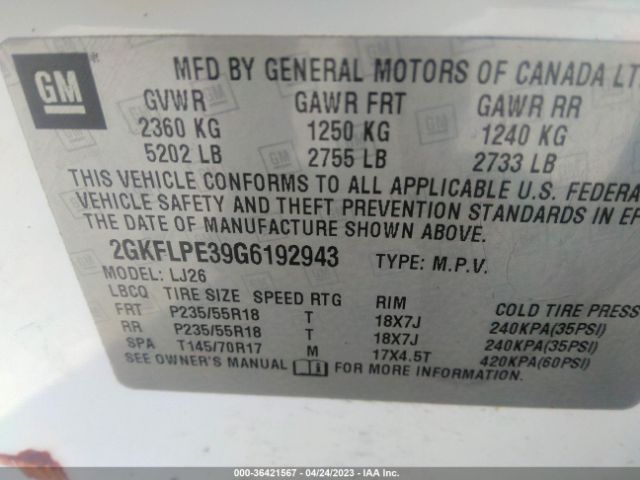 GM
MFD BY GENERAL MOTORS OF CANADA
GVWR GAWR FRT GAWR RR
2360 KG 1250 KG 1240 KG
5202 LB 2755 LB 2733 LB
THIS VEHICLE CONFORMS TO ALL APPLICABLE U.S.
VEHICLE SAFETY AND THEFT PREVENTION STANDARDS IN
THE DATE OF MANUFACTURE SHOWN ABOVE.
2GKFLPE39G6192943 TYPE: M.P.V.
MODEL: LJ26
LBCQ TIRE SIZE SPEED RTG RIM COLD TIRE
FRT P235/55R18 T 18X7J 240KPA(35PSI)
RR P235/55R18 T 18X7J 240KPA(35PSI)
SPA T145/70R17 M 17X4.5T 420KPA(60PSI)
SEE OWNER'S MANUAL FOR MORE INFORMATION.
000-36421567 - 04/24/2023 - IAA Inc.